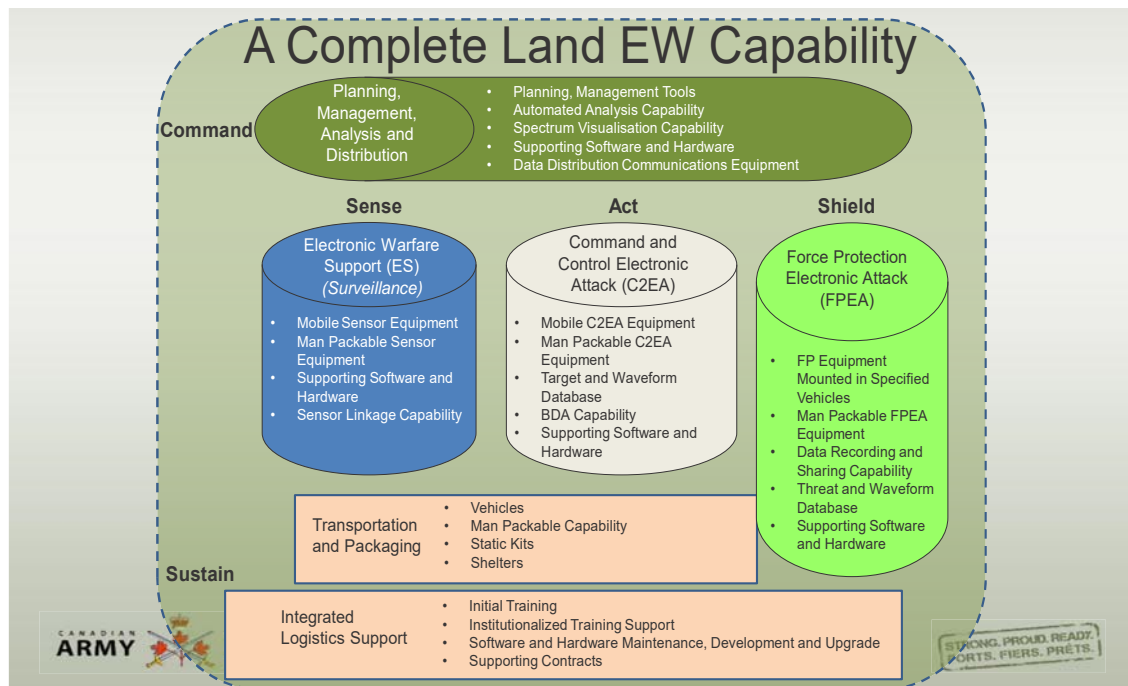 A Complete Land EW Capability
Command
Planning,
Management,
Analysis and
Distribution
• Planning, Management Tools
• Automated Analysis Capability
• Spectrum Visualisation Capability
• Supporting Software and Hardware
• Data Distribution Communications Equipment
Sense
Electronic Warfare
Support (ES)
(Surveillance)
• Mobile Sensor Equipment
• Man Packable Sensor
Equipment
• Supporting Software and
Hardware
• Sensor Linkage Capability
Act
Command and
Control Electronic
Attack (C2EA)
• Mobile C2EA Equipment
• Man Packable C2EA
Equipment
• Target and Waveform
Database
• BDA Capability
• Supporting Software and
Hardware
Shield
Force Protection
Electronic Attack
(FPEA)
• FP Equipment
Mounted in Specified
Vehicles
• Man Packable FPEA
Equipment
• Data Recording and
Sharing Capability
• Threat and Waveform
Database
• Supporting Software
and Hardware
Sustain
Transportation
and Packaging
• Vehicles
• Man Packable Capability
• Static Kits
• Shelters
Integrated
Logistics Support
• Initial Training
• Institutionalized Training Support
• Software and Hardware Maintenance, Development and Upgrade
• Supporting Contracts
CANADIAN
ARMY
STRONG. PROUD. READY.
FORTS. FIERS. PRÊTS.